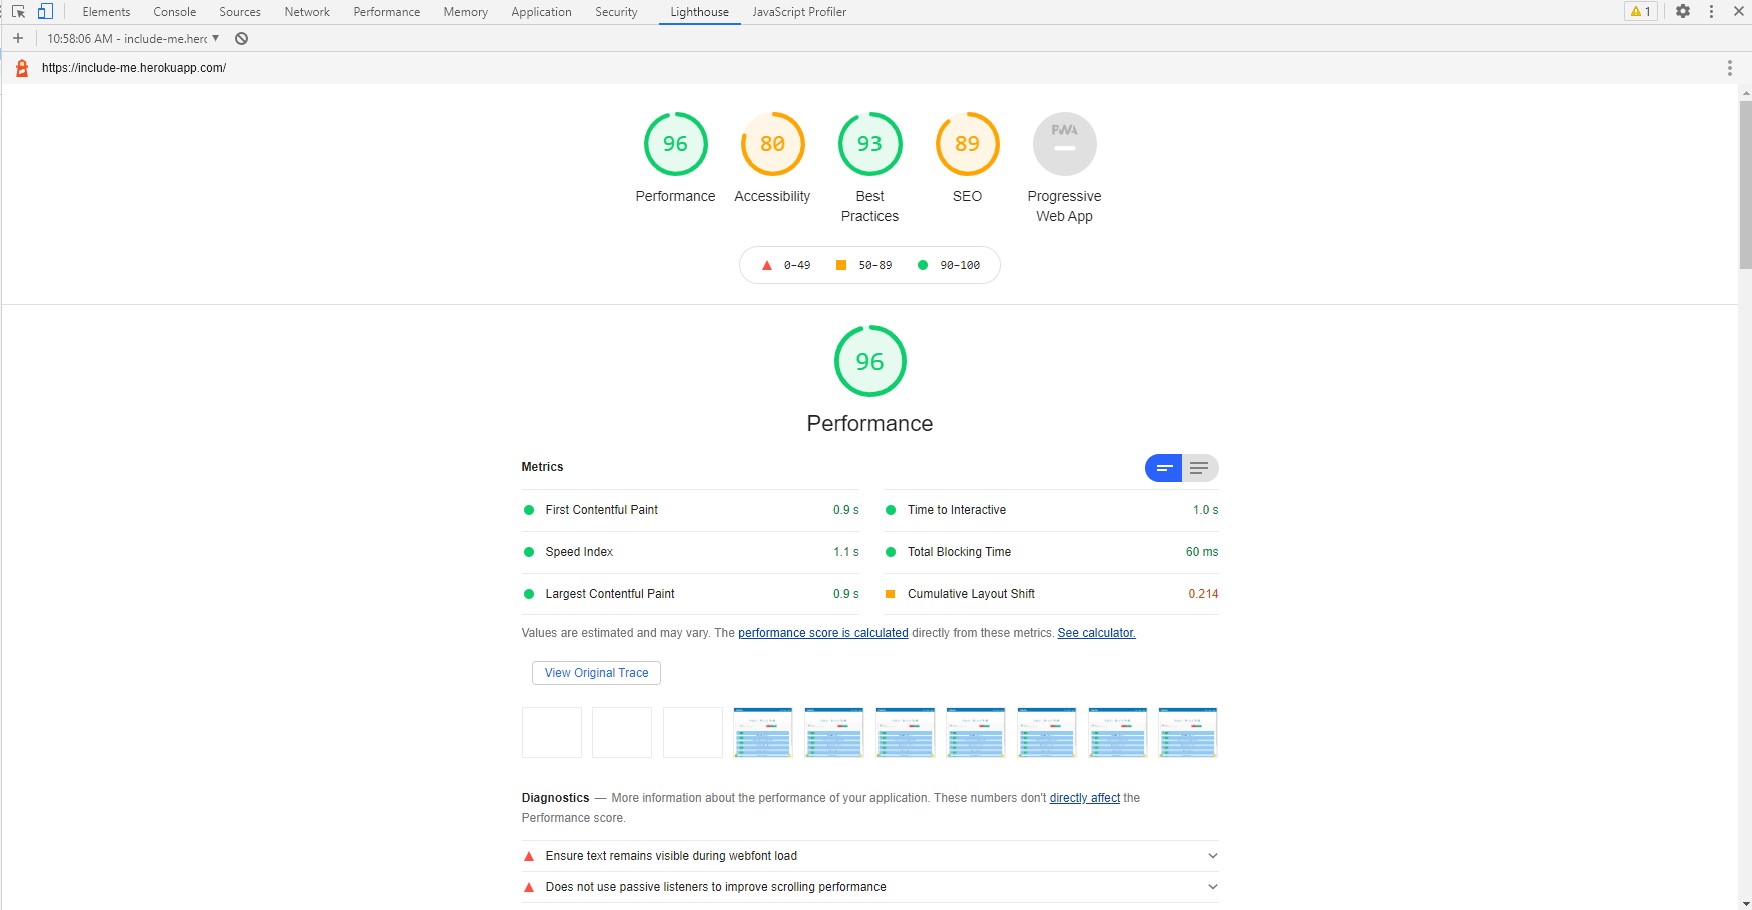 Elements Console Sources Network Performance Memory Application Security Lighthouse JavaScript Profiler 1
10:58:06 AM - include-me.herc
https://include-me.herokuapp.com/
96 80 93 89 PWA
Performance Accessibility Best Practices SEO Progressive Web App
0–49 50–89 90–100
96
Performance
Metrics
First Contentful Paint 0.9 s Time to Interactive 1.0 s
Speed Index 1.1 s Total Blocking Time 60 ms
Largest Contentful Paint 0.9 s Cumulative Layout Shift 0.214
Values are estimated and may vary. The performance score is calculated directly from these metrics. See calculator.
View Original Trace
Diagnostics — More information about the performance of your application. These numbers don't directly affect the
Performance score.
Ensure text remains visible during webfont load
Does not use passive listeners to improve scrolling performance